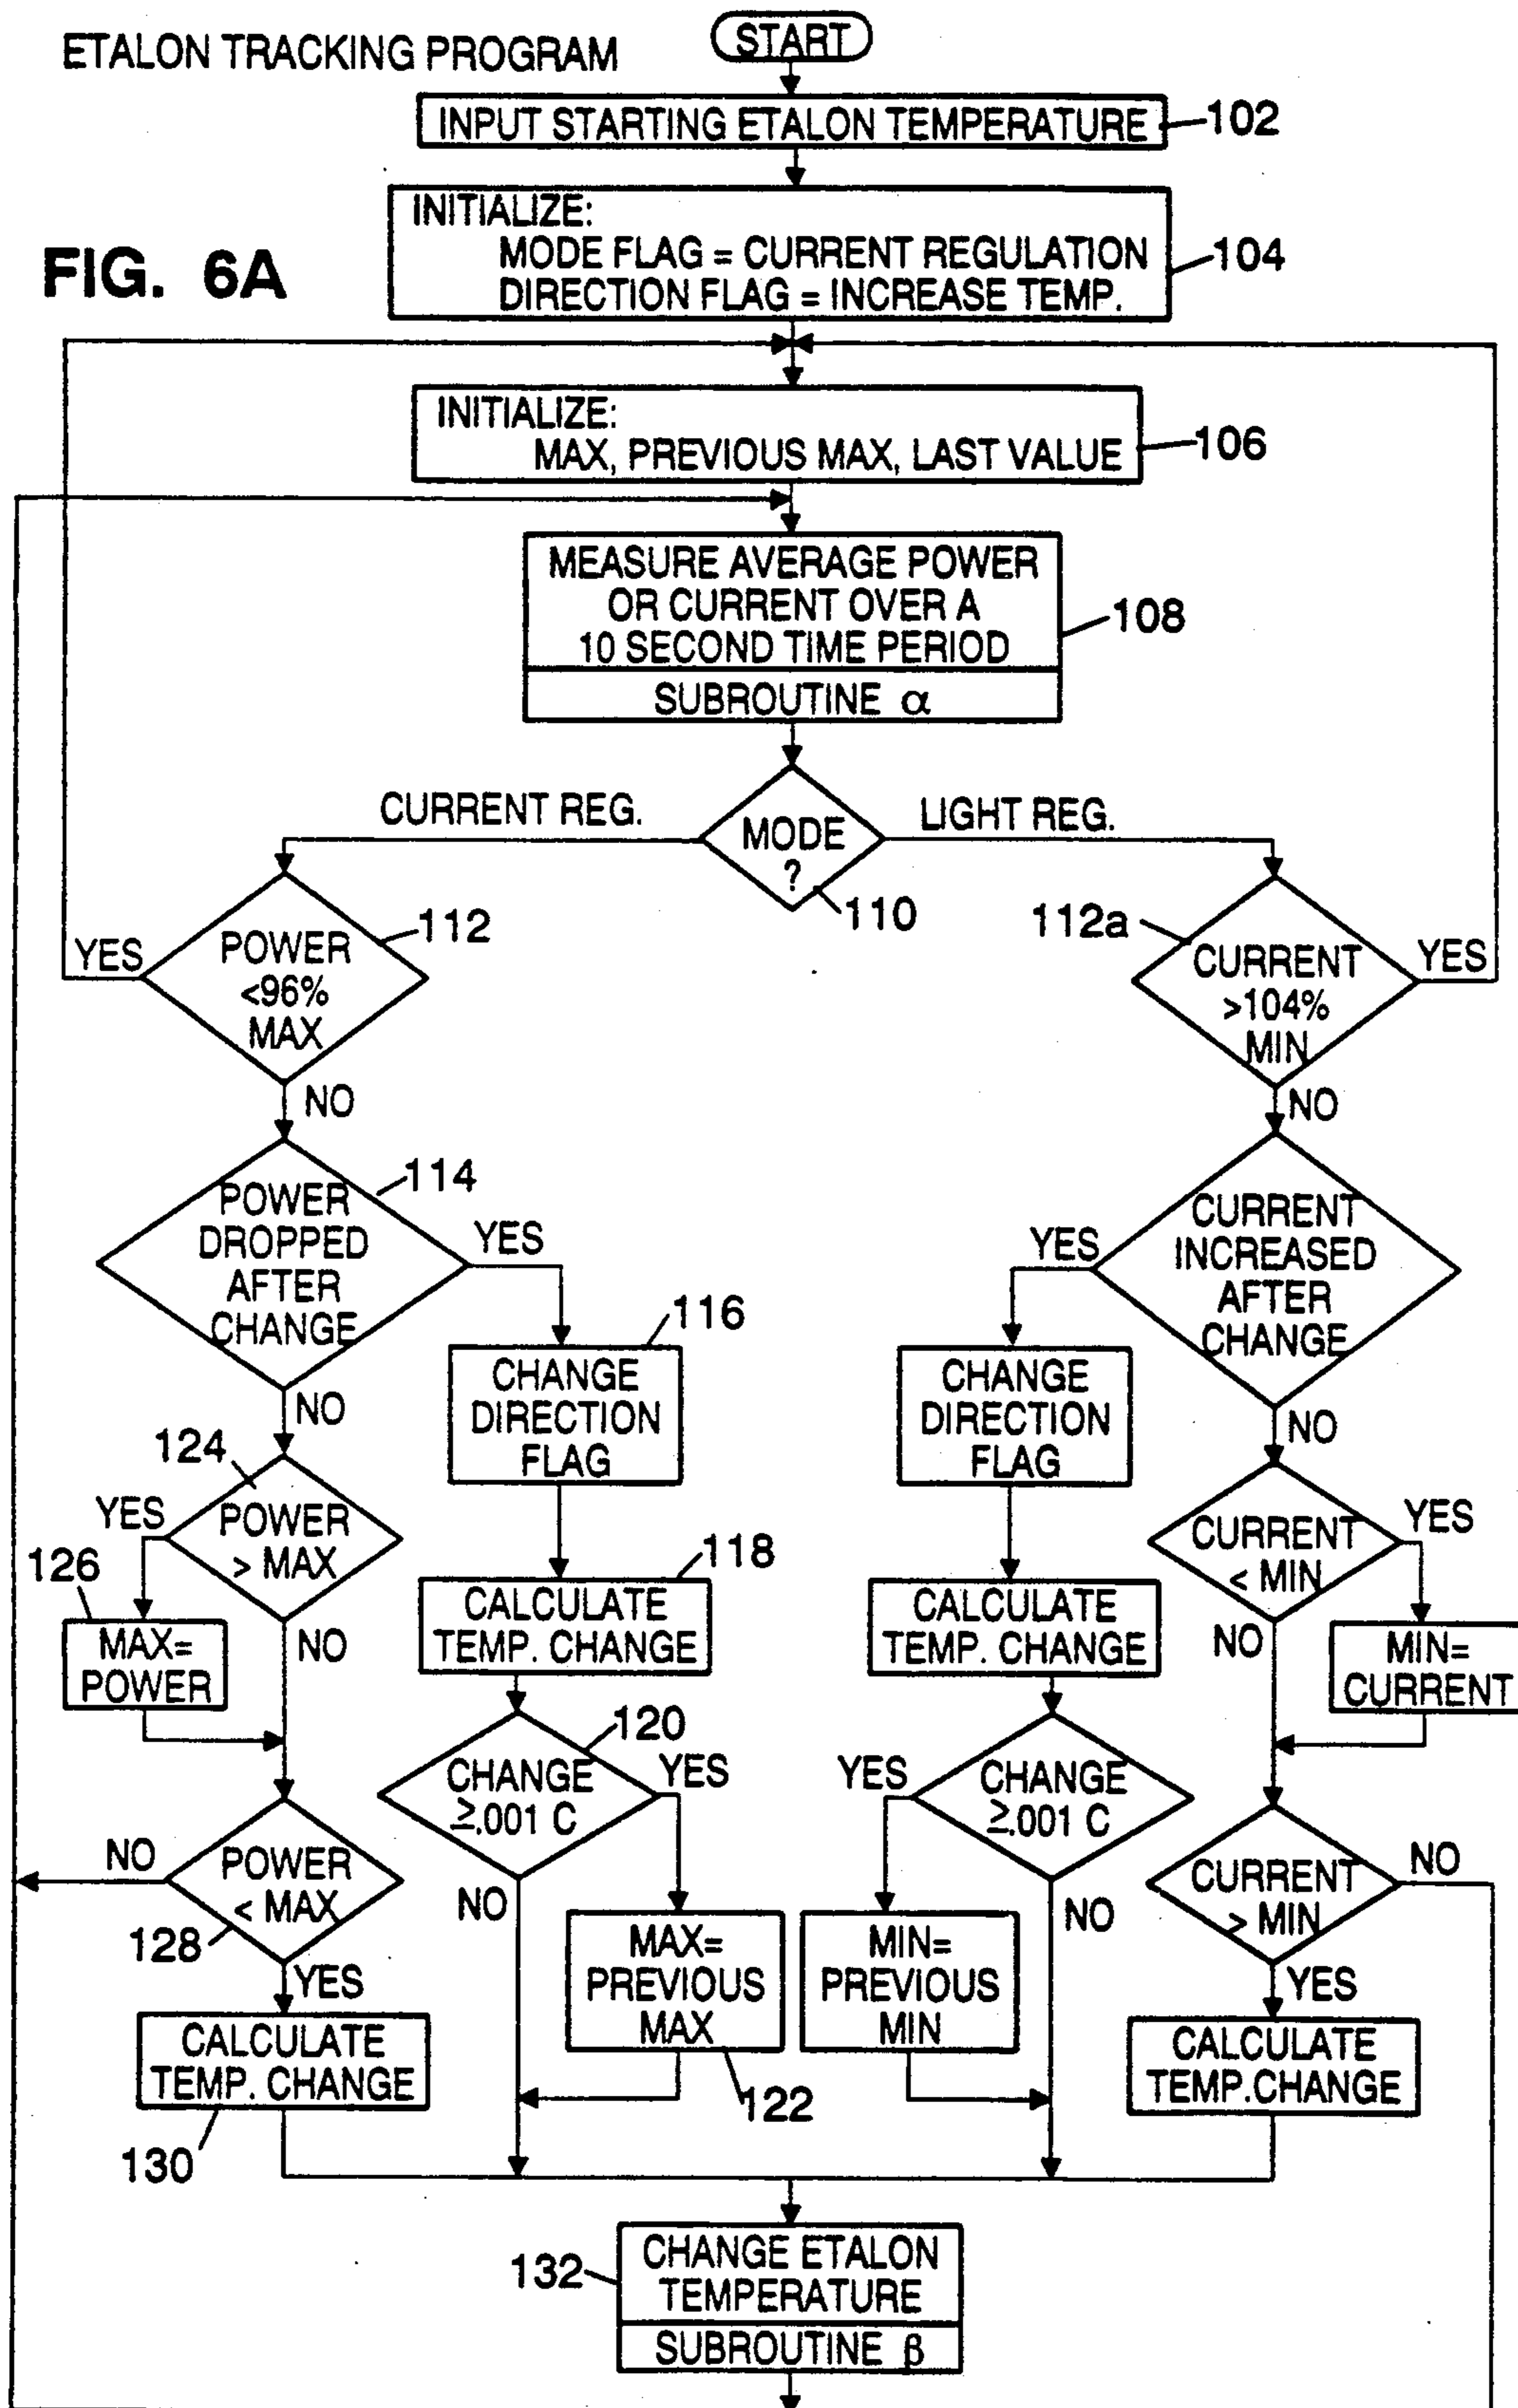 ETALON TRACKING PROGRAM
START
INPUT STARTING ETALON TEMPERATURE
102
FIG. 6A
INITIALIZE:
MODE FLAG = CURRENT REGULATION
DIRECTION FLAG = INCREASE TEMP.
104
INITIALIZE:
MAX, PREVIOUS MAX, LAST VALUE
106
MEASURE AVERAGE POWER
OR CURRENT OVER A
10 SECOND TIME PERIOD
SUBROUTINE α
108
CURRENT REG.
MODE
?
LIGHT REG.
110
YES
POWER
<96%
MAX
112
NO
112a
CURRENT
>104%
MIN
YES
NO
POWER
DROPPED
AFTER
CHANGE
114
YES
NO
YES
CURRENT
INCREASED
AFTER
CHANGE
NO
116
CHANGE
DIRECTION
FLAG
CHANGE
DIRECTION
FLAG
124
YES
POWER
> MAX
NO
126
MAX=
POWER
118
CALCULATE
TEMP. CHANGE
CALCULATE
TEMP. CHANGE
CURRENT
< MIN
YES
NO
MIN=
CURRENT
120
CHANGE
≥.001 C
YES
NO
YES
CHANGE
≥.001 C
NO
NO
POWER
< MAX
128
YES
CURRENT
> MIN
NO
YES
MAX=
PREVIOUS
MAX
122
MIN=
PREVIOUS
MIN
CALCULATE
TEMP. CHANGE
130
CALCULATE
TEMP.CHANGE
132
CHANGE ETALON
TEMPERATURE
SUBROUTINE β